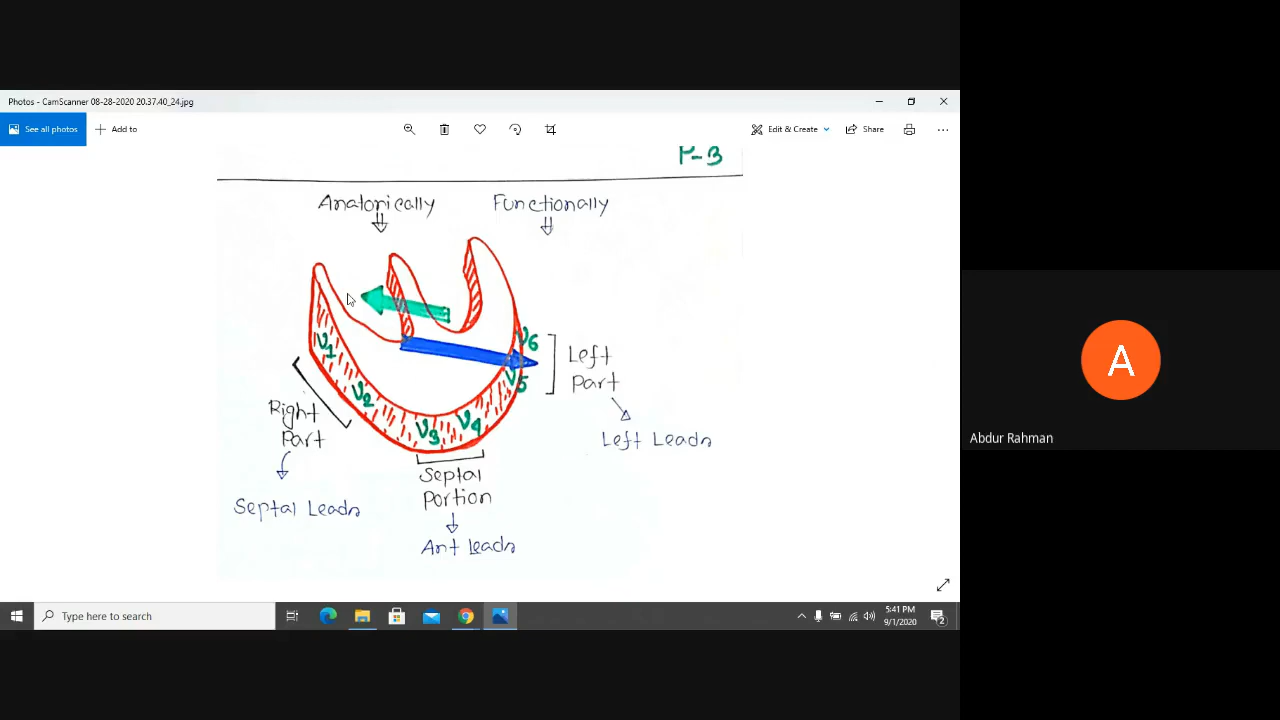 Photos - CamScanner 08-28-2020 20.37.40_24.jpg
See all photos
Add to
Edit & Create
Share
P-3
Anatomically
Functionally
V1
V2
V3
V4
V5
V6
Left
Part
Left Leads
Right
Part
Septal Leads
Septal
Portion
Ant Leads
Abdur Rahman
Type here to search
5:41 PM
9/1/2020
2
A